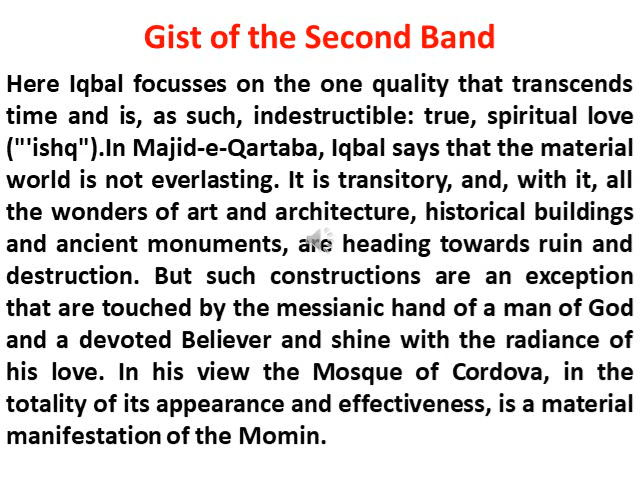 Gist of the Second Band
Here Iqbal focusses on the one quality that transcends
time and is, as such, indestructible: true, spiritual love
("'ishq").In Majid-e-Qartaba, Iqbal says that the material
world is not everlasting. It is transitory, and, with it, all
the wonders of art and architecture, historical buildings
and ancient monuments, are heading towards ruin and
destruction. But such constructions are an exception
that are touched by the messianic hand of a man of God
and a devoted Believer and shine with the radiance of
his love. In his view the Mosque of Cordova, in the
totality of its appearance and effectiveness, is a material
manifestation of the Momin.